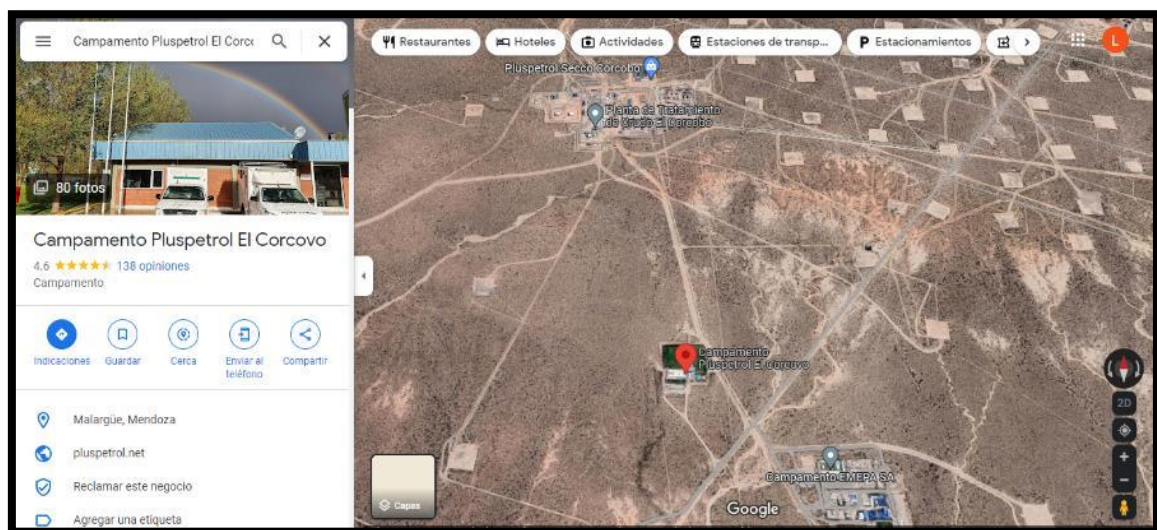 Campamento Pluspetrol El Corcc
80 fotos
Campamento Pluspetrol El Corcovo
4.6
138 opiniones
Campamento
Indicaciones
Guardar
Cerca
Enviar al
teléfono
Compartir
Malargüe, Mendoza
pluspetrol.net
Reclamar este negocio
Agregar una etiqueta
Restaurantes
Hoteles
Actividades
Estaciones de transp...
Estacionamientos
L
Pluspetrol Secco Corcobo
Planta de Tratamiento
de Crudo El Corcobo
Campamento
Pluspetrol El Corcovo
Campamento EMEPA SA
Capas
Google
2D